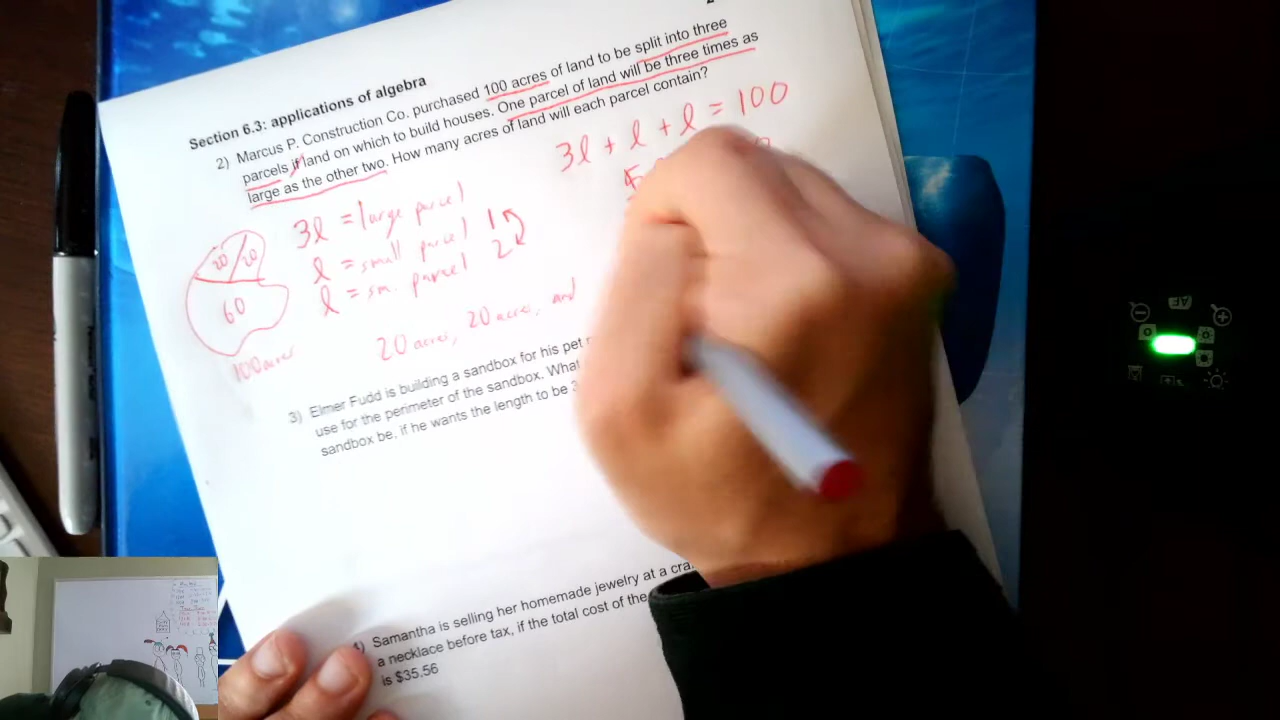 Section 6.3: applications of algebra
2) Marcus P. Construction Co. purchased 100 acres of land to be split into three
parcels if land on which to build houses. One parcel of land will be three times as
large as the other two. How many acres of land will each parcel contain?
3l + l + l = 100
3l = large parcel
l = small parcel 1
l = sm. parcel 2
20 20
60
100 acres
20 acres, 20 acres, and
3) Elmer Fudd is building a sandbox for his pet
use for the perimeter of the sandbox. What
sandbox be, if he wants the length to be 3
Samantha is selling her homemade jewelry at a
a necklace before tax, if the total cost of the
is $35.56
AF